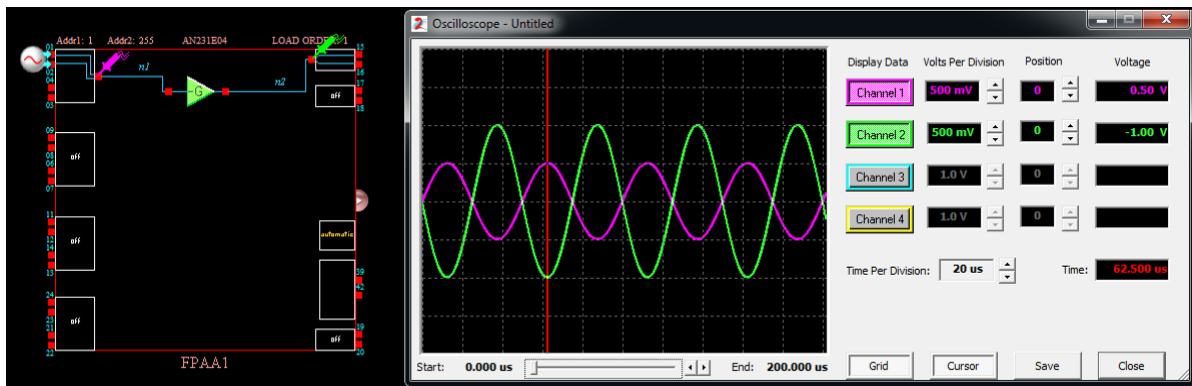 Addr1: 1 Addr2: 255 AN231E04 LOAD ORDER: 1
01
02
04
03
n1
-G
n2
15
16
17
off
18
09
off
08
06
07
11
off
12
14
13
automatic
39
42
24
off
23
21
22
off
19
20
FPAA1
Oscilloscope - Untitled
Display Data Volts Per Division Position Voltage
Channel 1 500 mV 0 0.50 V
Channel 2 500 mV 0 -1.00 V
Channel 3 1.0 V 0
Channel 4 1.0 V 0
Time Per Division: 20 us Time: 62.500 us
Start: 0.000 us End: 200.000 us
Grid Cursor Save Close